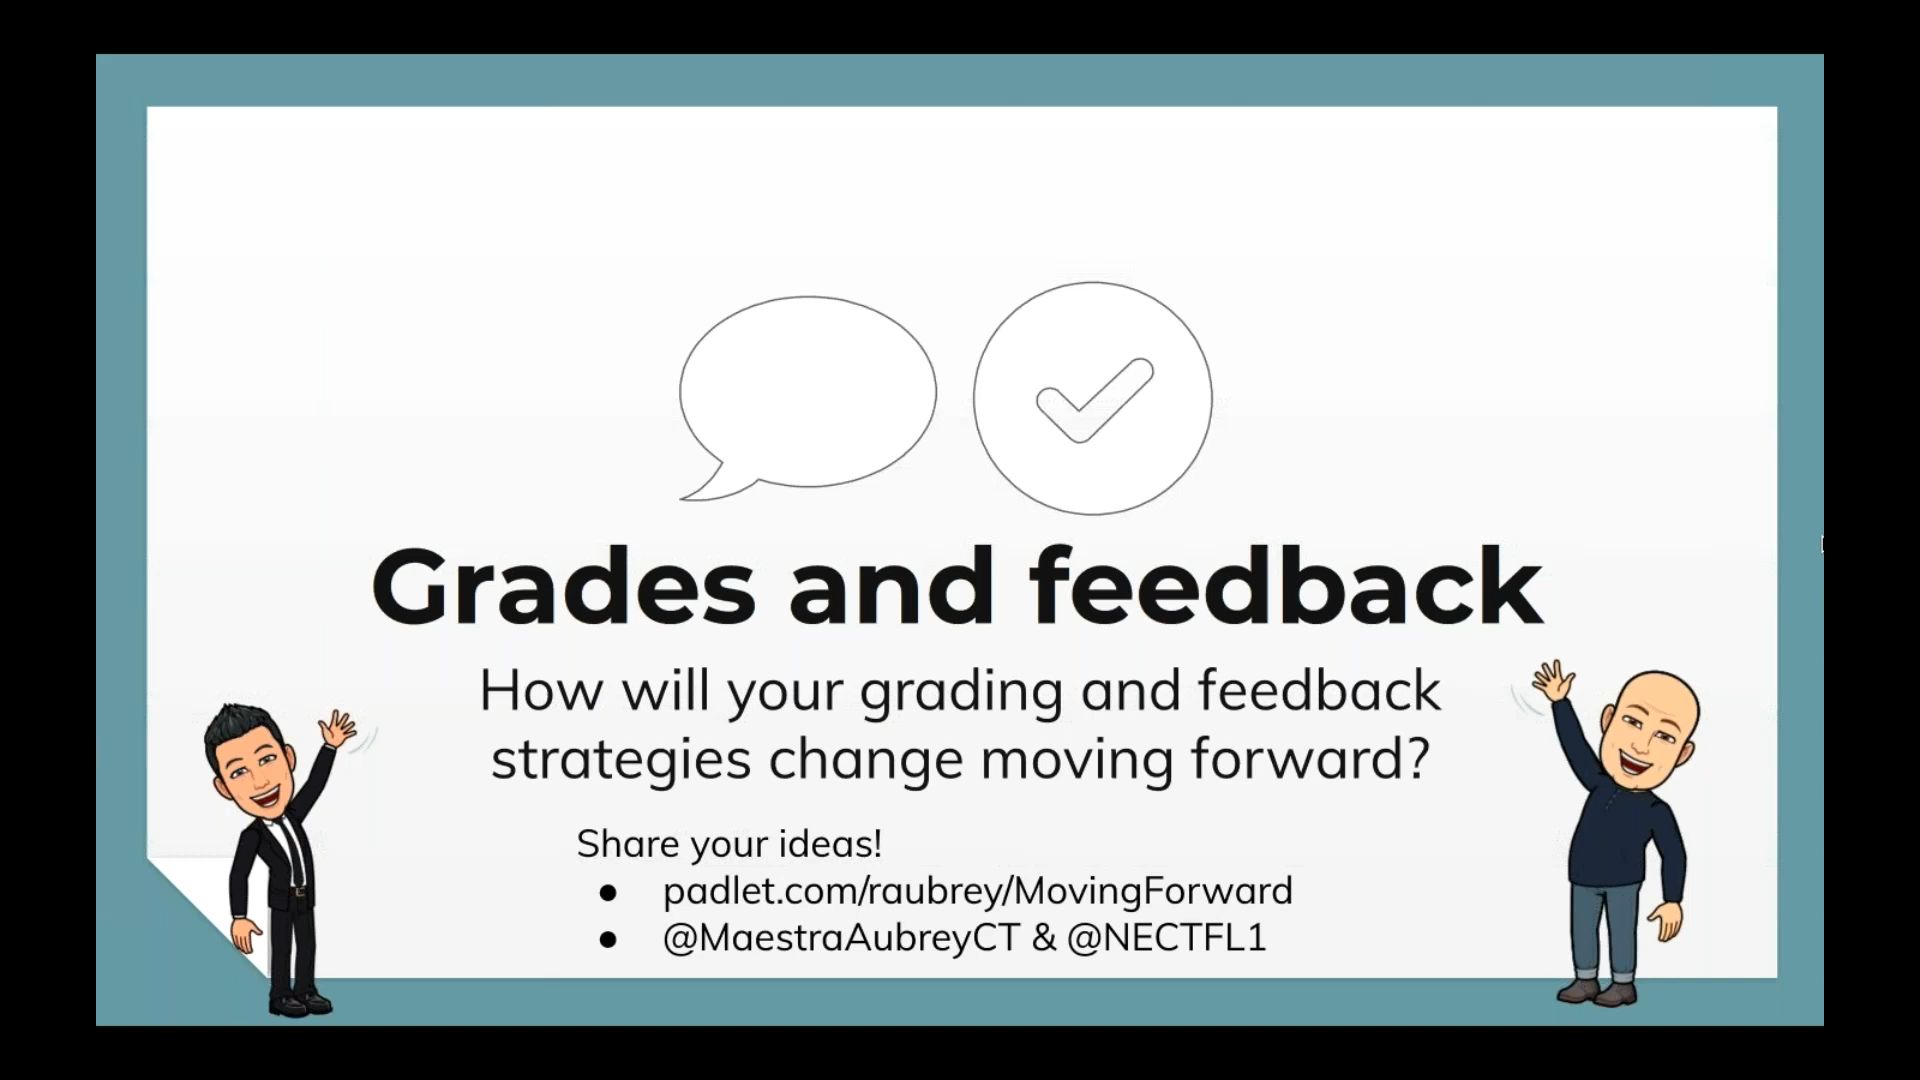 Grades and feedback
How will your grading and feedback
strategies change moving forward?
Share your ideas!
● padlet.com/raubrey/MovingForward
● @MaestraAubreyCT & @NECTFL1